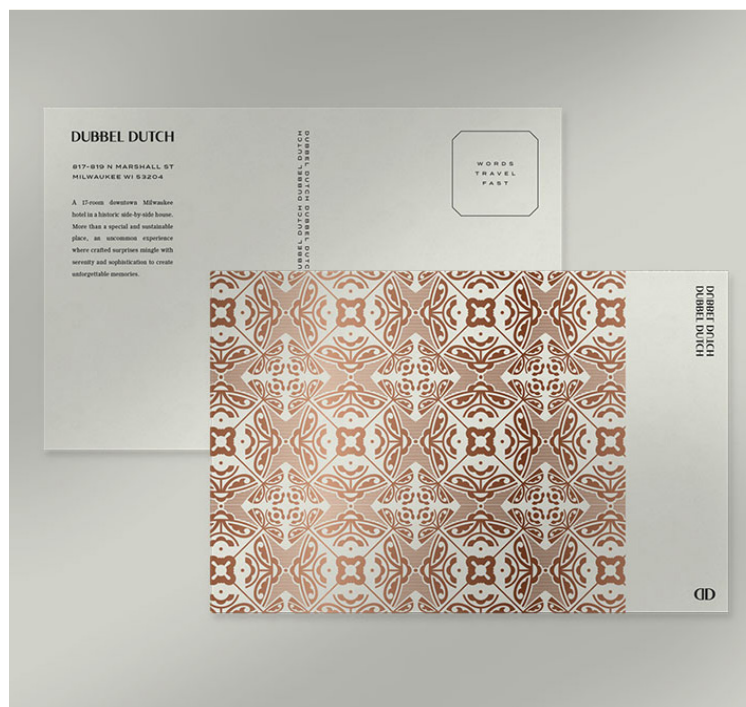 DUBBEL DUTCH
817–819 N MARSHALL ST
MILWAUKEE WI 53204
A 17-room downtown Milwaukee
hotel in a historic side-by-side house.
More than a special and sustainable
place, an uncommon experience
where crafted surprises mingle with
serenity and sophistication to create
unforgettable memories.
DUBBEL DUTCH DUBBEL DUTCH
DUBBEL DUTCH DUBBEL DUTCH
WORDS
TRAVEL
FAST
DUBBEL DUTCH
DUBBEL DUTCH
DD